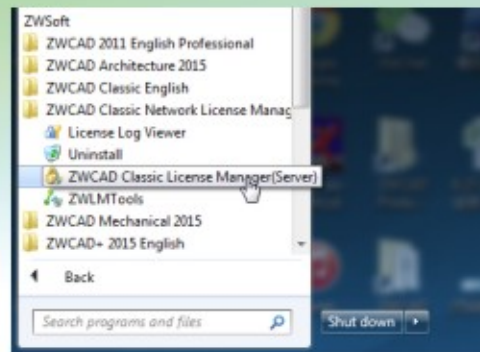 ZWSoft
ZWCAD 2011 English Professional
ZWCAD Architecture 2015
ZWCAD Classic English
ZWCAD Classic Network License Manag
License Log Viewer
Uninstall
ZWCAD Classic License Manager(Server)
ZWLMTools
ZWCAD Mechanical 2015
ZWCAD+ 2015 English
Back
Search programs and files
Shut down